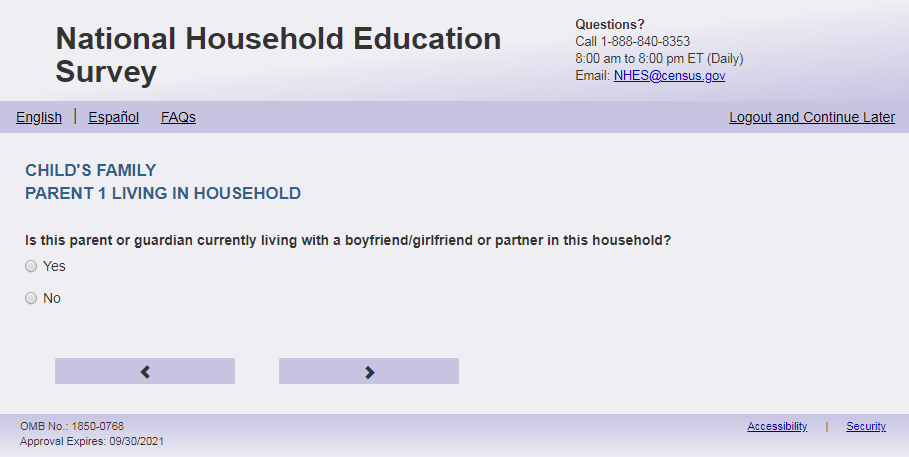 National Household Education
Survey
Questions?
Call 1-888-840-8353
8:00 am to 8:00 pm ET (Daily)
Email: NHES@census.gov
English | Español FAQs
Logout and Continue Later
CHILD'S FAMILY
PARENT 1 LIVING IN HOUSEHOLD
Is this parent or guardian currently living with a boyfriend/girlfriend or partner in this household?
Yes
No
OMB No.: 1850-0768
Approval Expires: 09/30/2021
Accessibility | Security